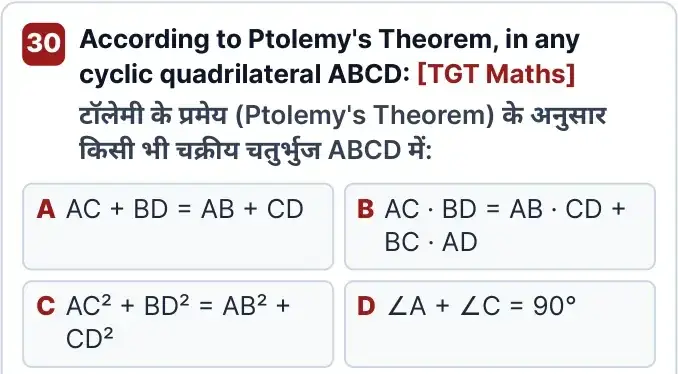 30 According to Ptolemy's Theorem, in any
cyclic quadrilateral ABCD: [TGT Maths]
टॉलेमी के प्रमेय (Ptolemy's Theorem) के अनुसार
किसी भी चक्रीय चतुर्भुज ABCD में:
A AC + BD = AB + CD
B AC · BD = AB · CD +
BC · AD
C AC² + BD² = AB² +
CD²
D ∠A + ∠C = 90°